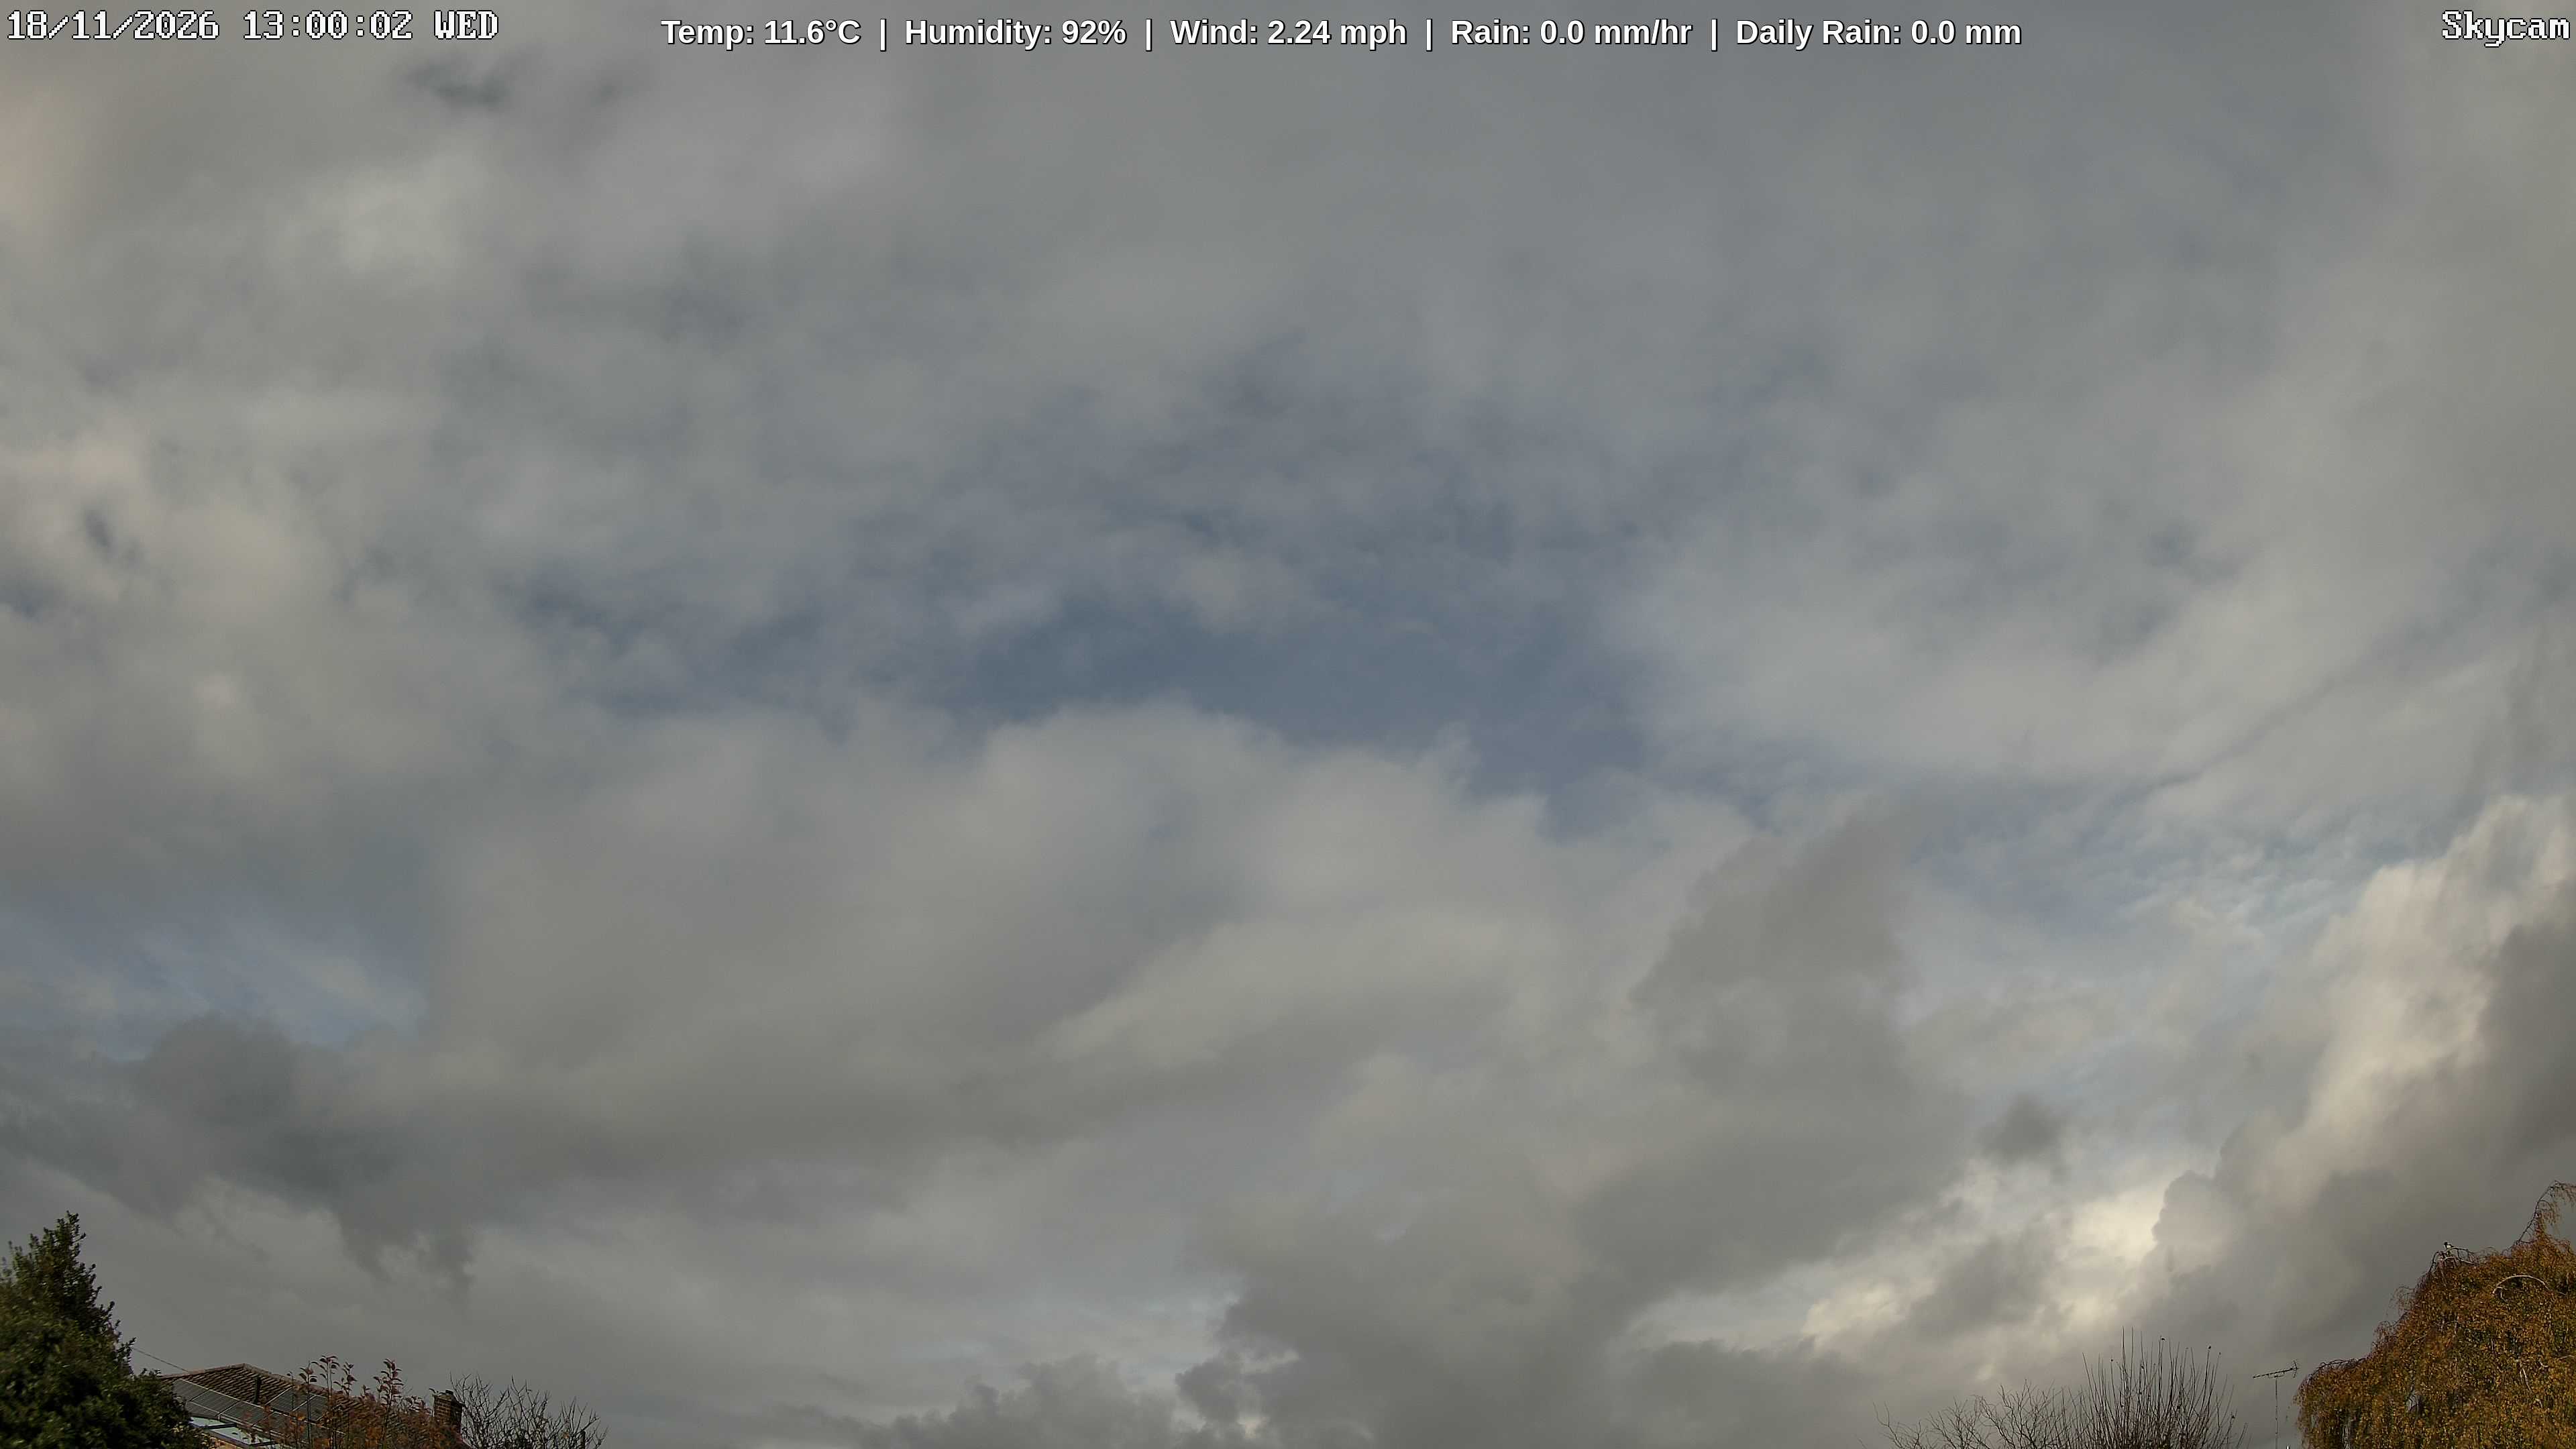 18/11/2026 13:00:02 WED
Temp: 11.6°C | Humidity: 92% | Wind: 2.24 mph | Rain: 0.0 mm/hr | Daily Rain: 0.0 mm
Skycam